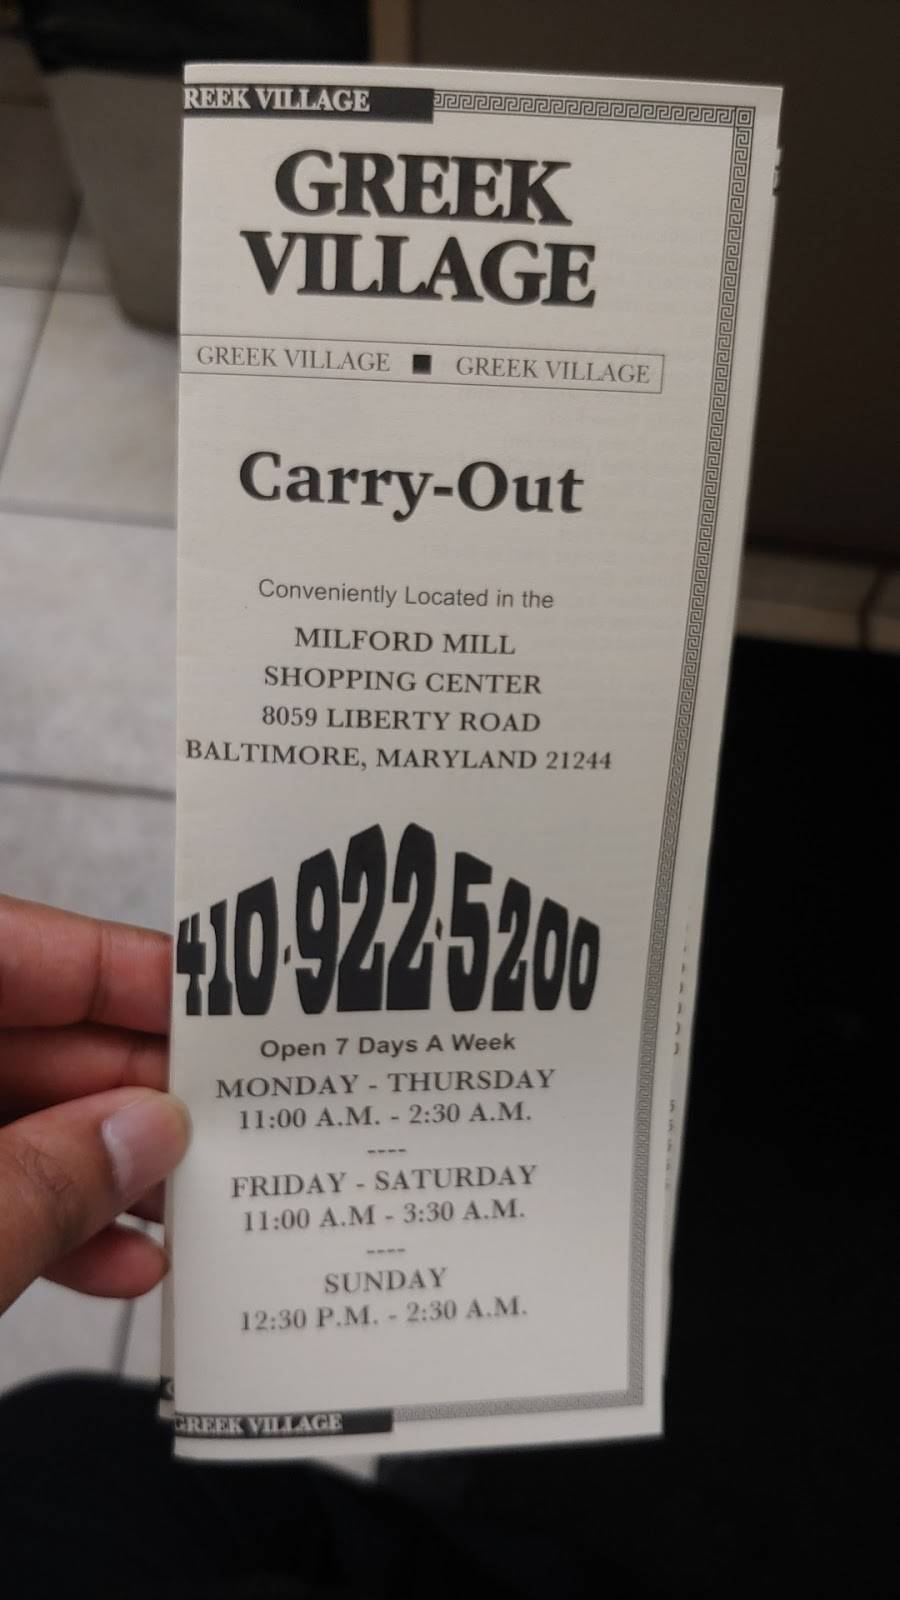 REEK VILLAGE
GREEK
VILLAGE
GREEK VILLAGE ■ GREEK VILLAGE
Carry-Out
Conveniently Located in the
MILFORD MILL
SHOPPING CENTER
8059 LIBERTY ROAD
BALTIMORE, MARYLAND 21244
410·922·5200
Open 7 Days A Week
MONDAY - THURSDAY
11:00 A.M. - 2:30 A.M.
----
FRIDAY - SATURDAY
11:00 A.M - 3:30 A.M.
----
SUNDAY
12:30 P.M. - 2:30 A.M.
GREEK VILLAGE